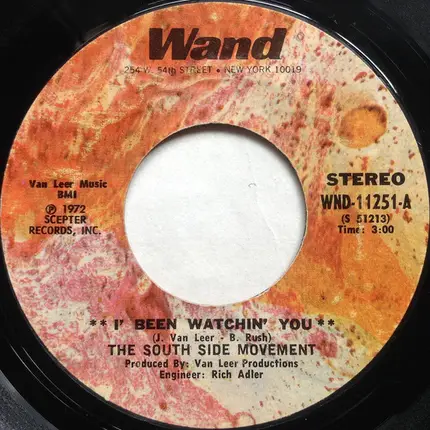 Wand
254 W. 54th STREET • NEW YORK 10019
Van Leer Music
BMI
℗ 1972
SCEPTER
RECORDS, INC.
STEREO
WND-11251-A
(S 51213)
Time: 3:00
** I' BEEN WATCHIN' YOU **
(J. Van Leer - B. Rush)
THE SOUTH SIDE MOVEMENT
Produced By: Van Leer Productions
Engineer: Rich Adler